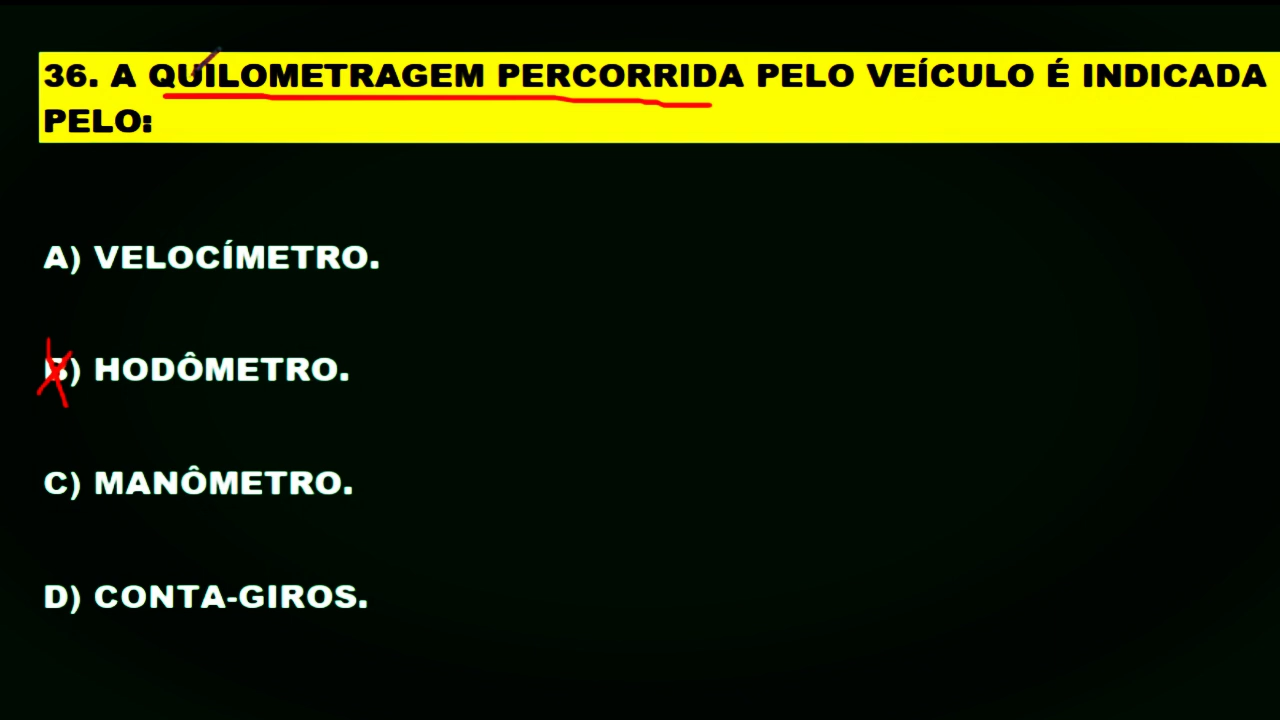 36. A QUILOMETRAGEM PERCORRIDA PELO VEÍCULO É INDICADA
PELO:
A) VELOCÍMETRO.
B) HODÔMETRO.
C) MANÔMETRO.
D) CONTA-GIROS.